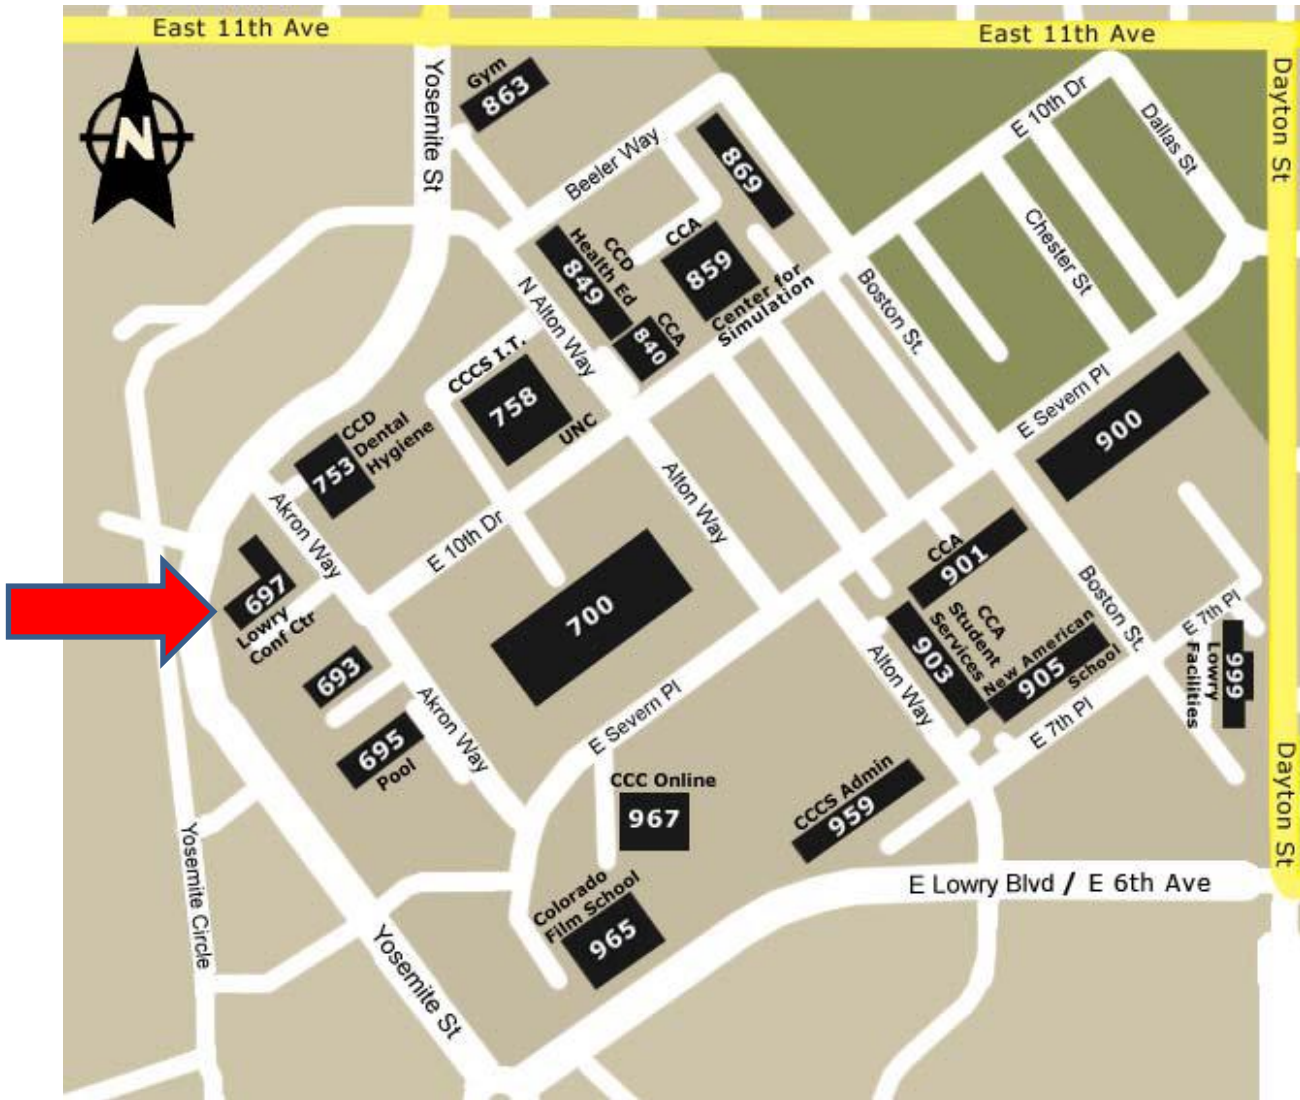 East 11th Ave
East 11th Ave
N
Yosemite St
Gym
863
Beeler Way
869
E 10th Dr
Dallas St
Dayton St
Chester St
CCD
Health Ed
849
CCA
859
Center for
Simulation
CCA
840
N Alton Way
Boston St.
CCCS I.T.
758
UNC
E Severn Pl
900
CCD
Dental
Hygiene
753
Akron Way
E 10th Dr
Alton Way
697
Lowry
Conf Ctr
700
CCA
901
CCA
Student
Services
903
New American
School
905
Boston St.
E 7th Pl
Lowry
Facilities
999
693
Akron Way
695
Pool
E Severn Pl
Alton Way
E 7th Pl
CCC Online
967
CCCS Admin
959
Dayton St
Yosemite Circle
Colorado
Film School
965
E Lowry Blvd / E 6th Ave
Yosemite St